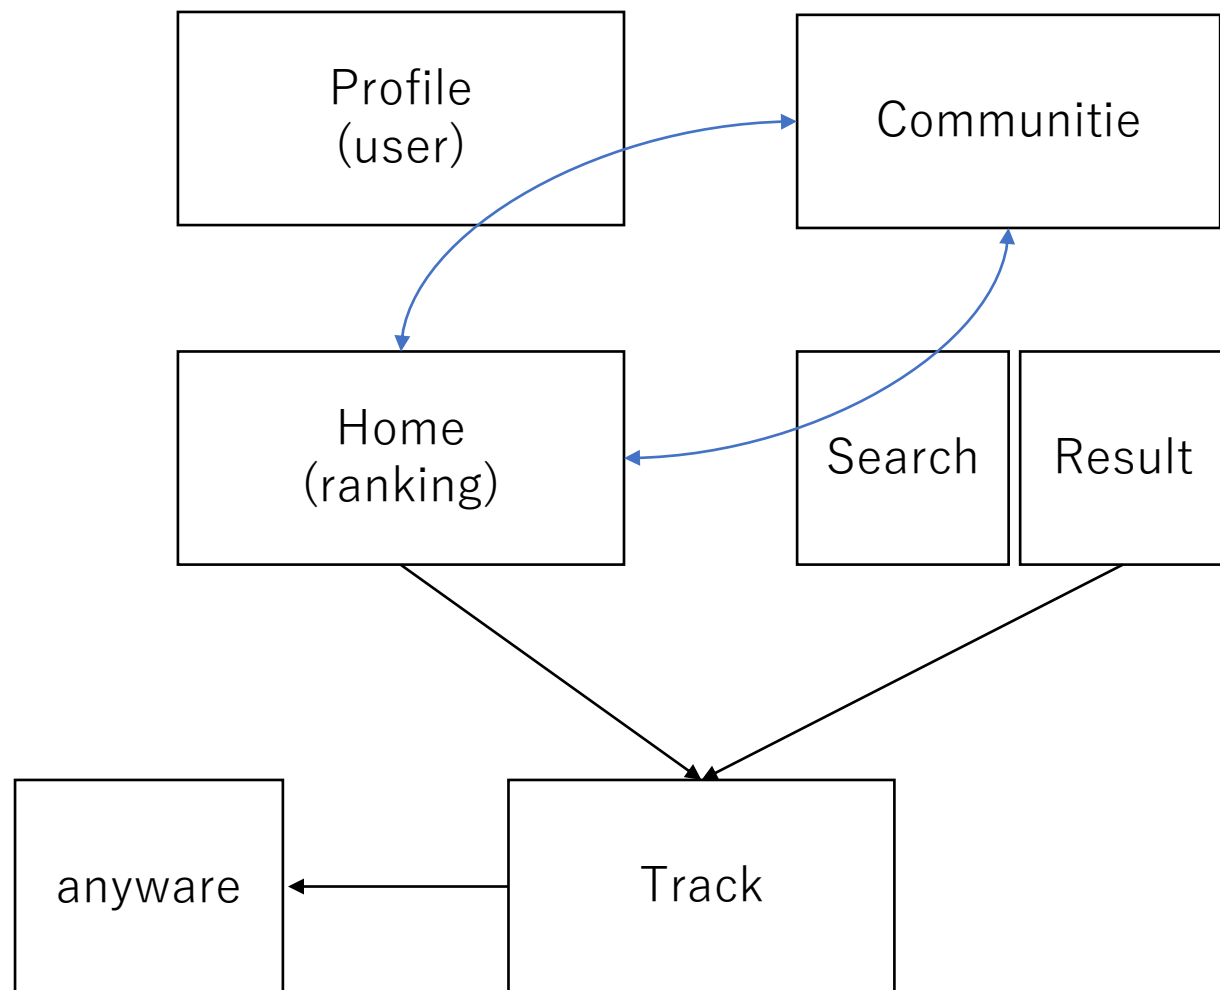 Profile
(user)
Communitie
Home
(ranking)
Search
Result
anyware
Track